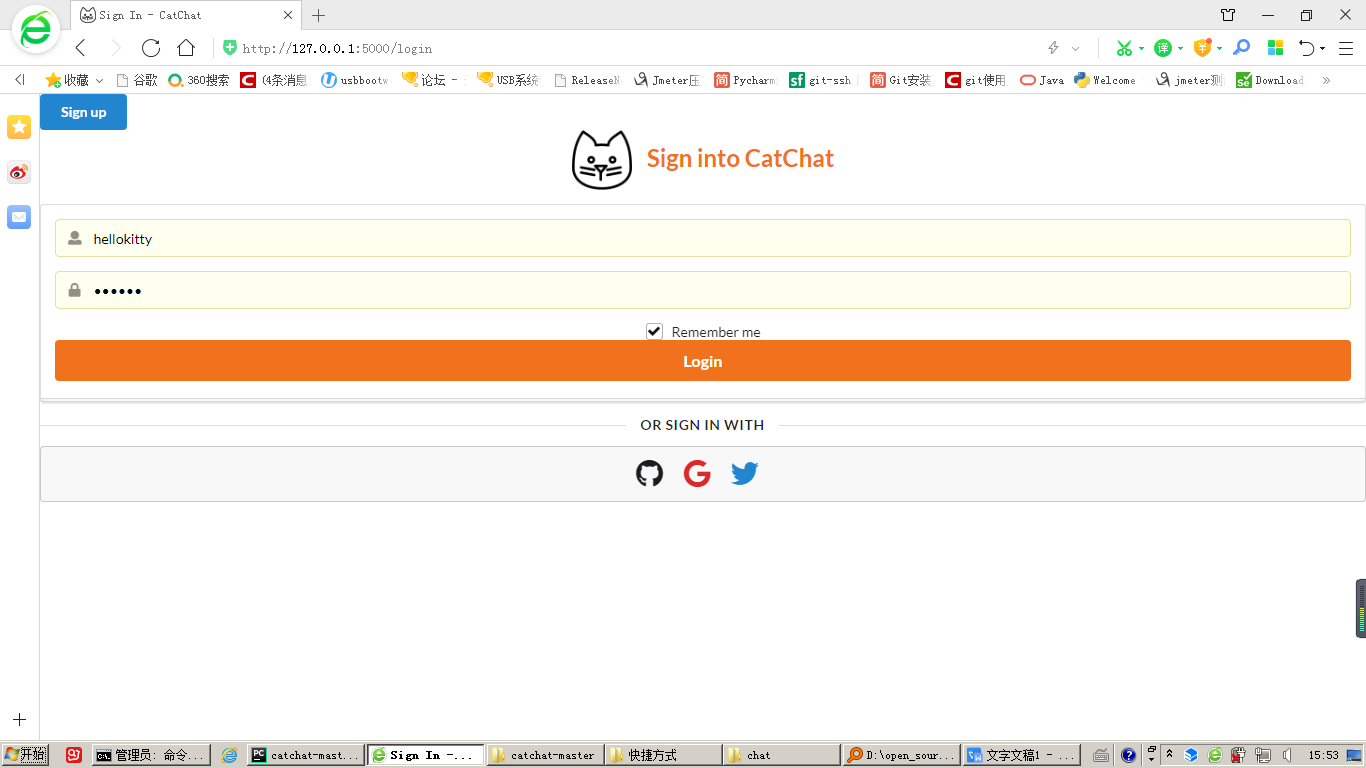 Sign In - CatChat
http://127.0.0.1:5000/login
收藏 谷歌 360搜索 (4条消息 usbbootw 论坛 - USB系统 ReleaseN Jmeter压 Pycharm git-ssh Git安装 git使用 Java Welcome jmeter测 Download
Sign up
Sign into CatChat
hellokitty
Remember me
Login
OR SIGN IN WITH
开始 管理员: 命令... catchat-mast... Sign In -... catchat-master 快捷方式 chat D:\open_sour... 文字文稿1 - ... 15:53